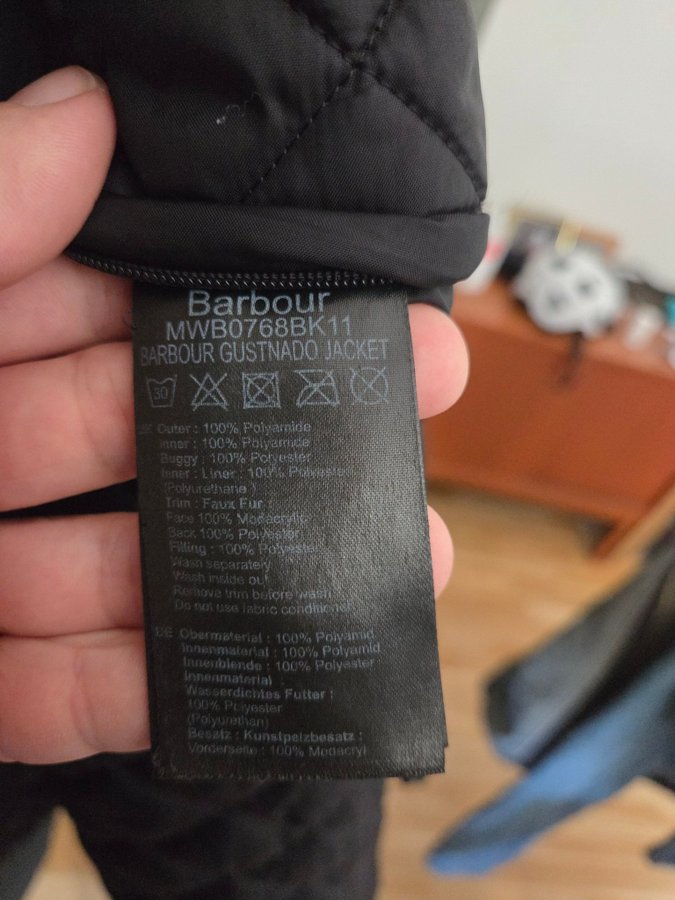 Barbour
MWB0768BK11
BARBOUR GUSTNADO JACKET
30
Outer : 100% Polyamide
Inner : 100% Polyamide
Buggy : 100% Polyester
Inner : Liner : 100% Polyester
(Polyurethane )
Trim : Faux Fur :
Face 100% Modacrylic
Back 100% Polyester
Filling : 100% Polyester
Wash separately
Wash inside out
Remove trim before wash
Do not use fabric conditioner
DE Obermaterial : 100% Polyamid
Innenmaterial : 100% Polyamid
Innenblende : 100% Polyester
Innenmaterial :
Wasserdichtes Futter :
100% Polyester
(Polyurethan)
Besatz : Kunstpelzbesatz :
Vorderseite : 100% Modacryl